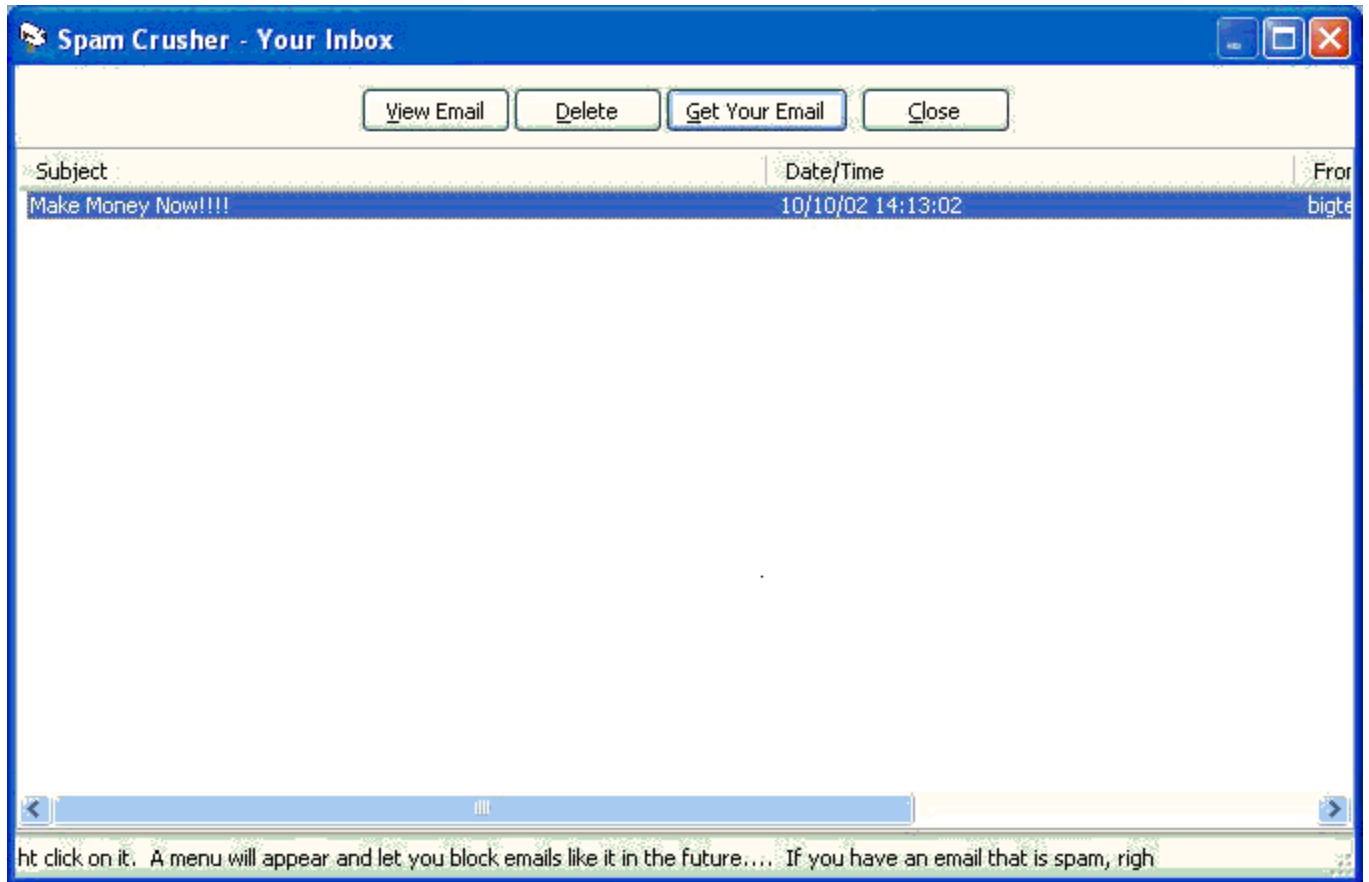 Spam Crusher - Your Inbox
View Email Delete Get Your Email Close
Subject Date/Time Fror
Make Money Now!!!! 10/10/02 14:13:02 bigte
ht click on it. A menu will appear and let you block emails like it in the future.... If you have an email that is spam, righ